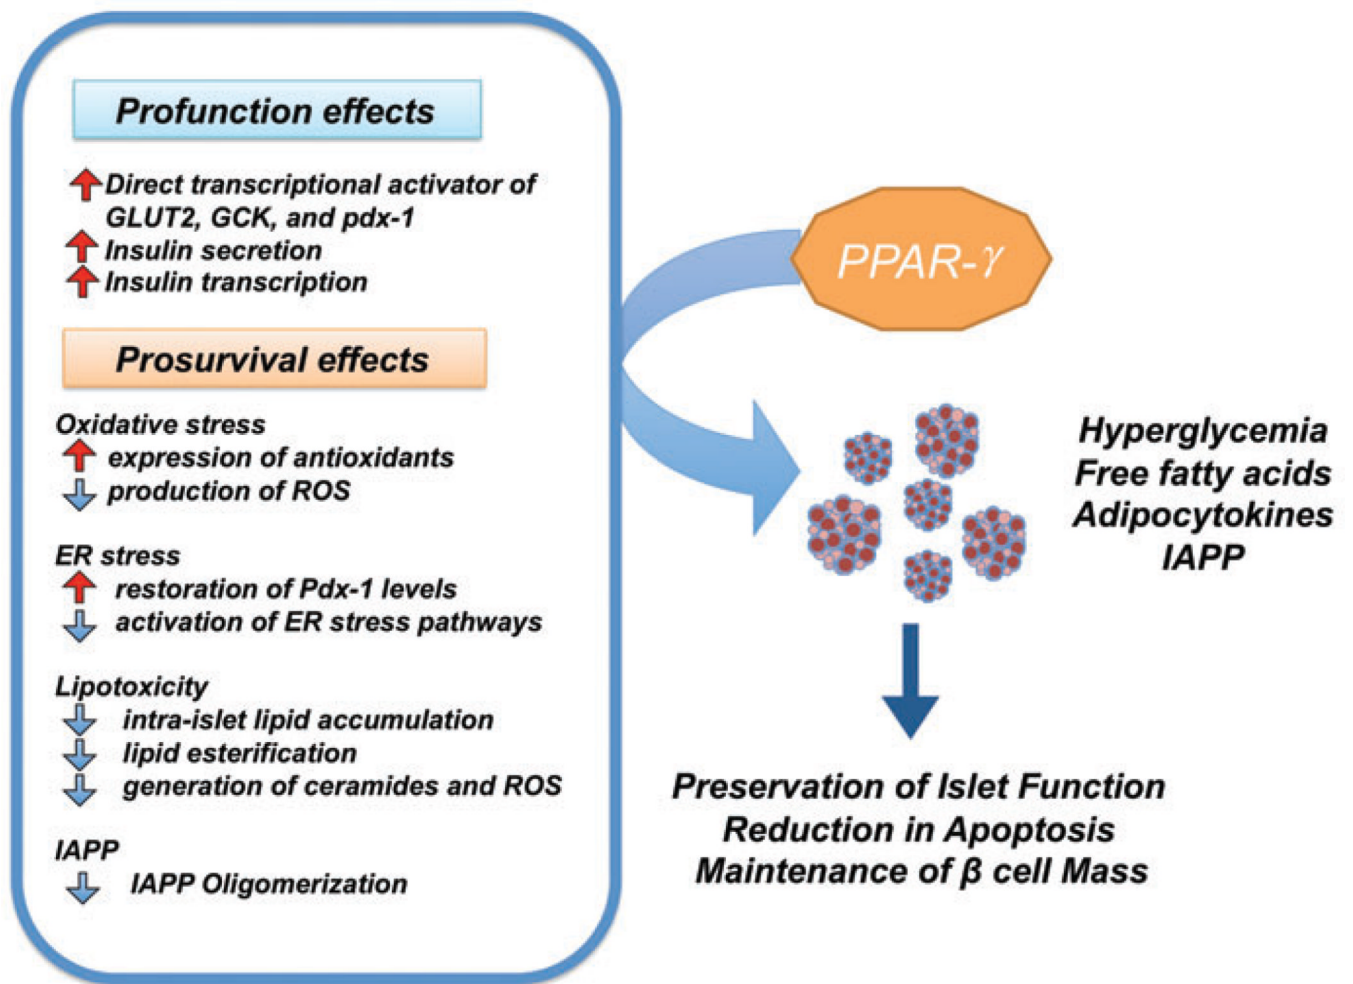 Profunction effects
Direct transcriptional activator of
GLUT2, GCK, and pdx-1
Insulin secretion
Insulin transcription
Prosurvival effects
Oxidative stress
expression of antioxidants
production of ROS
ER stress
restoration of Pdx-1 levels
activation of ER stress pathways
Lipotoxicity
intra-islet lipid accumulation
lipid esterification
generation of ceramides and ROS
IAPP
IAPP Oligomerization
PPAR-γ
Hyperglycemia
Free fatty acids
Adipocytokines
IAPP
Preservation of Islet Function
Reduction in Apoptosis
Maintenance of β cell Mass